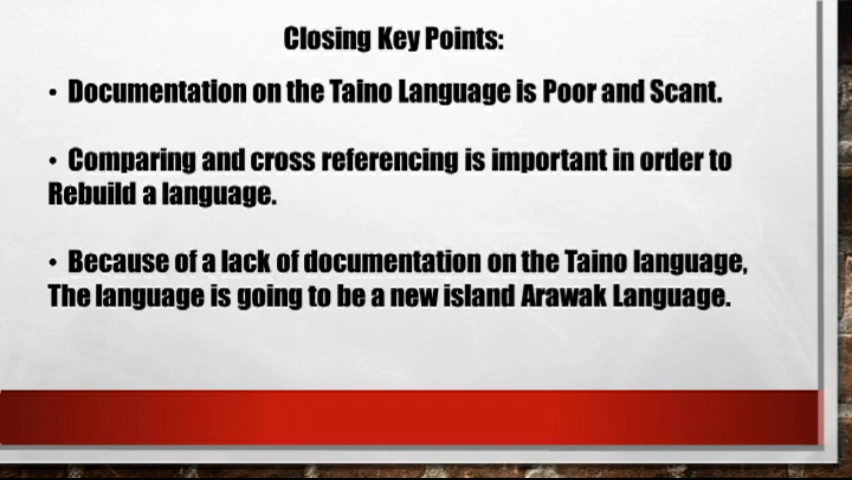 Closing Key Points:
• Documentation on the Taino Language is Poor and Scant.
• Comparing and cross referencing is important in order to
Rebuild a language.
• Because of a lack of documentation on the Taino language,
The language is going to be a new island Arawak Language.